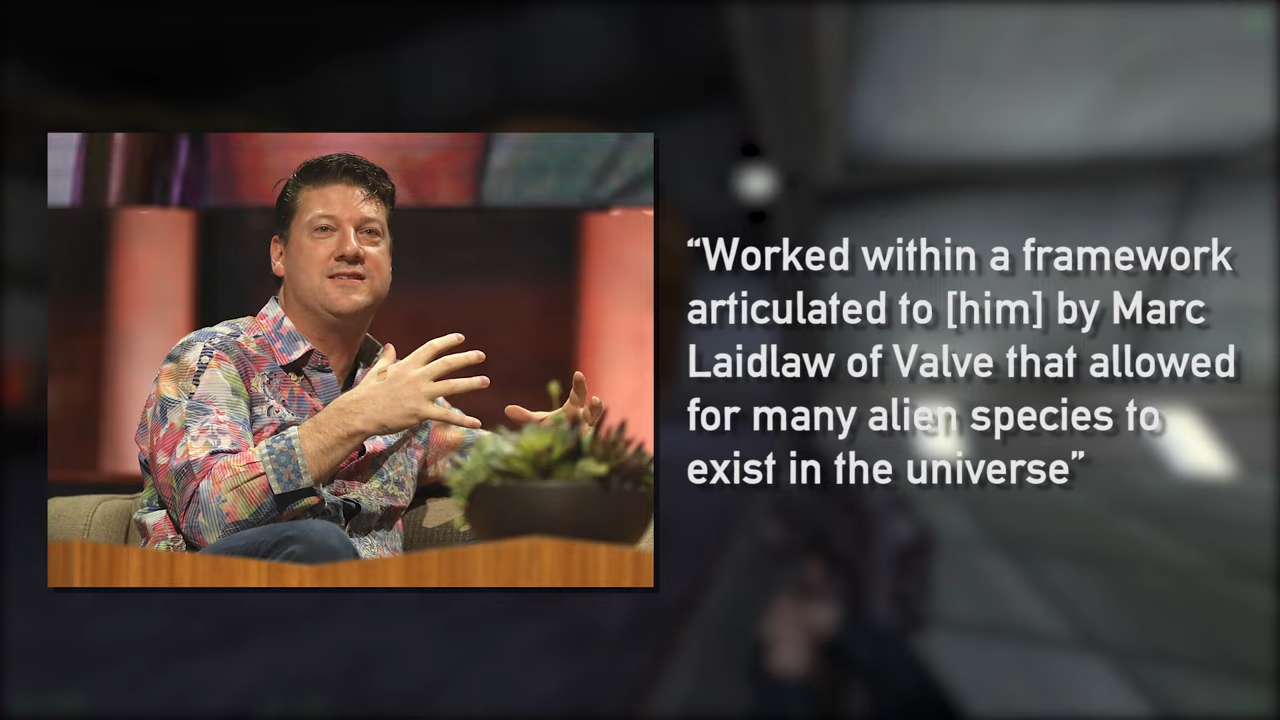 “Worked within a framework
articulated to [him] by Marc
Laidlaw of Valve that allowed
for many alien species to
exist in the universe”